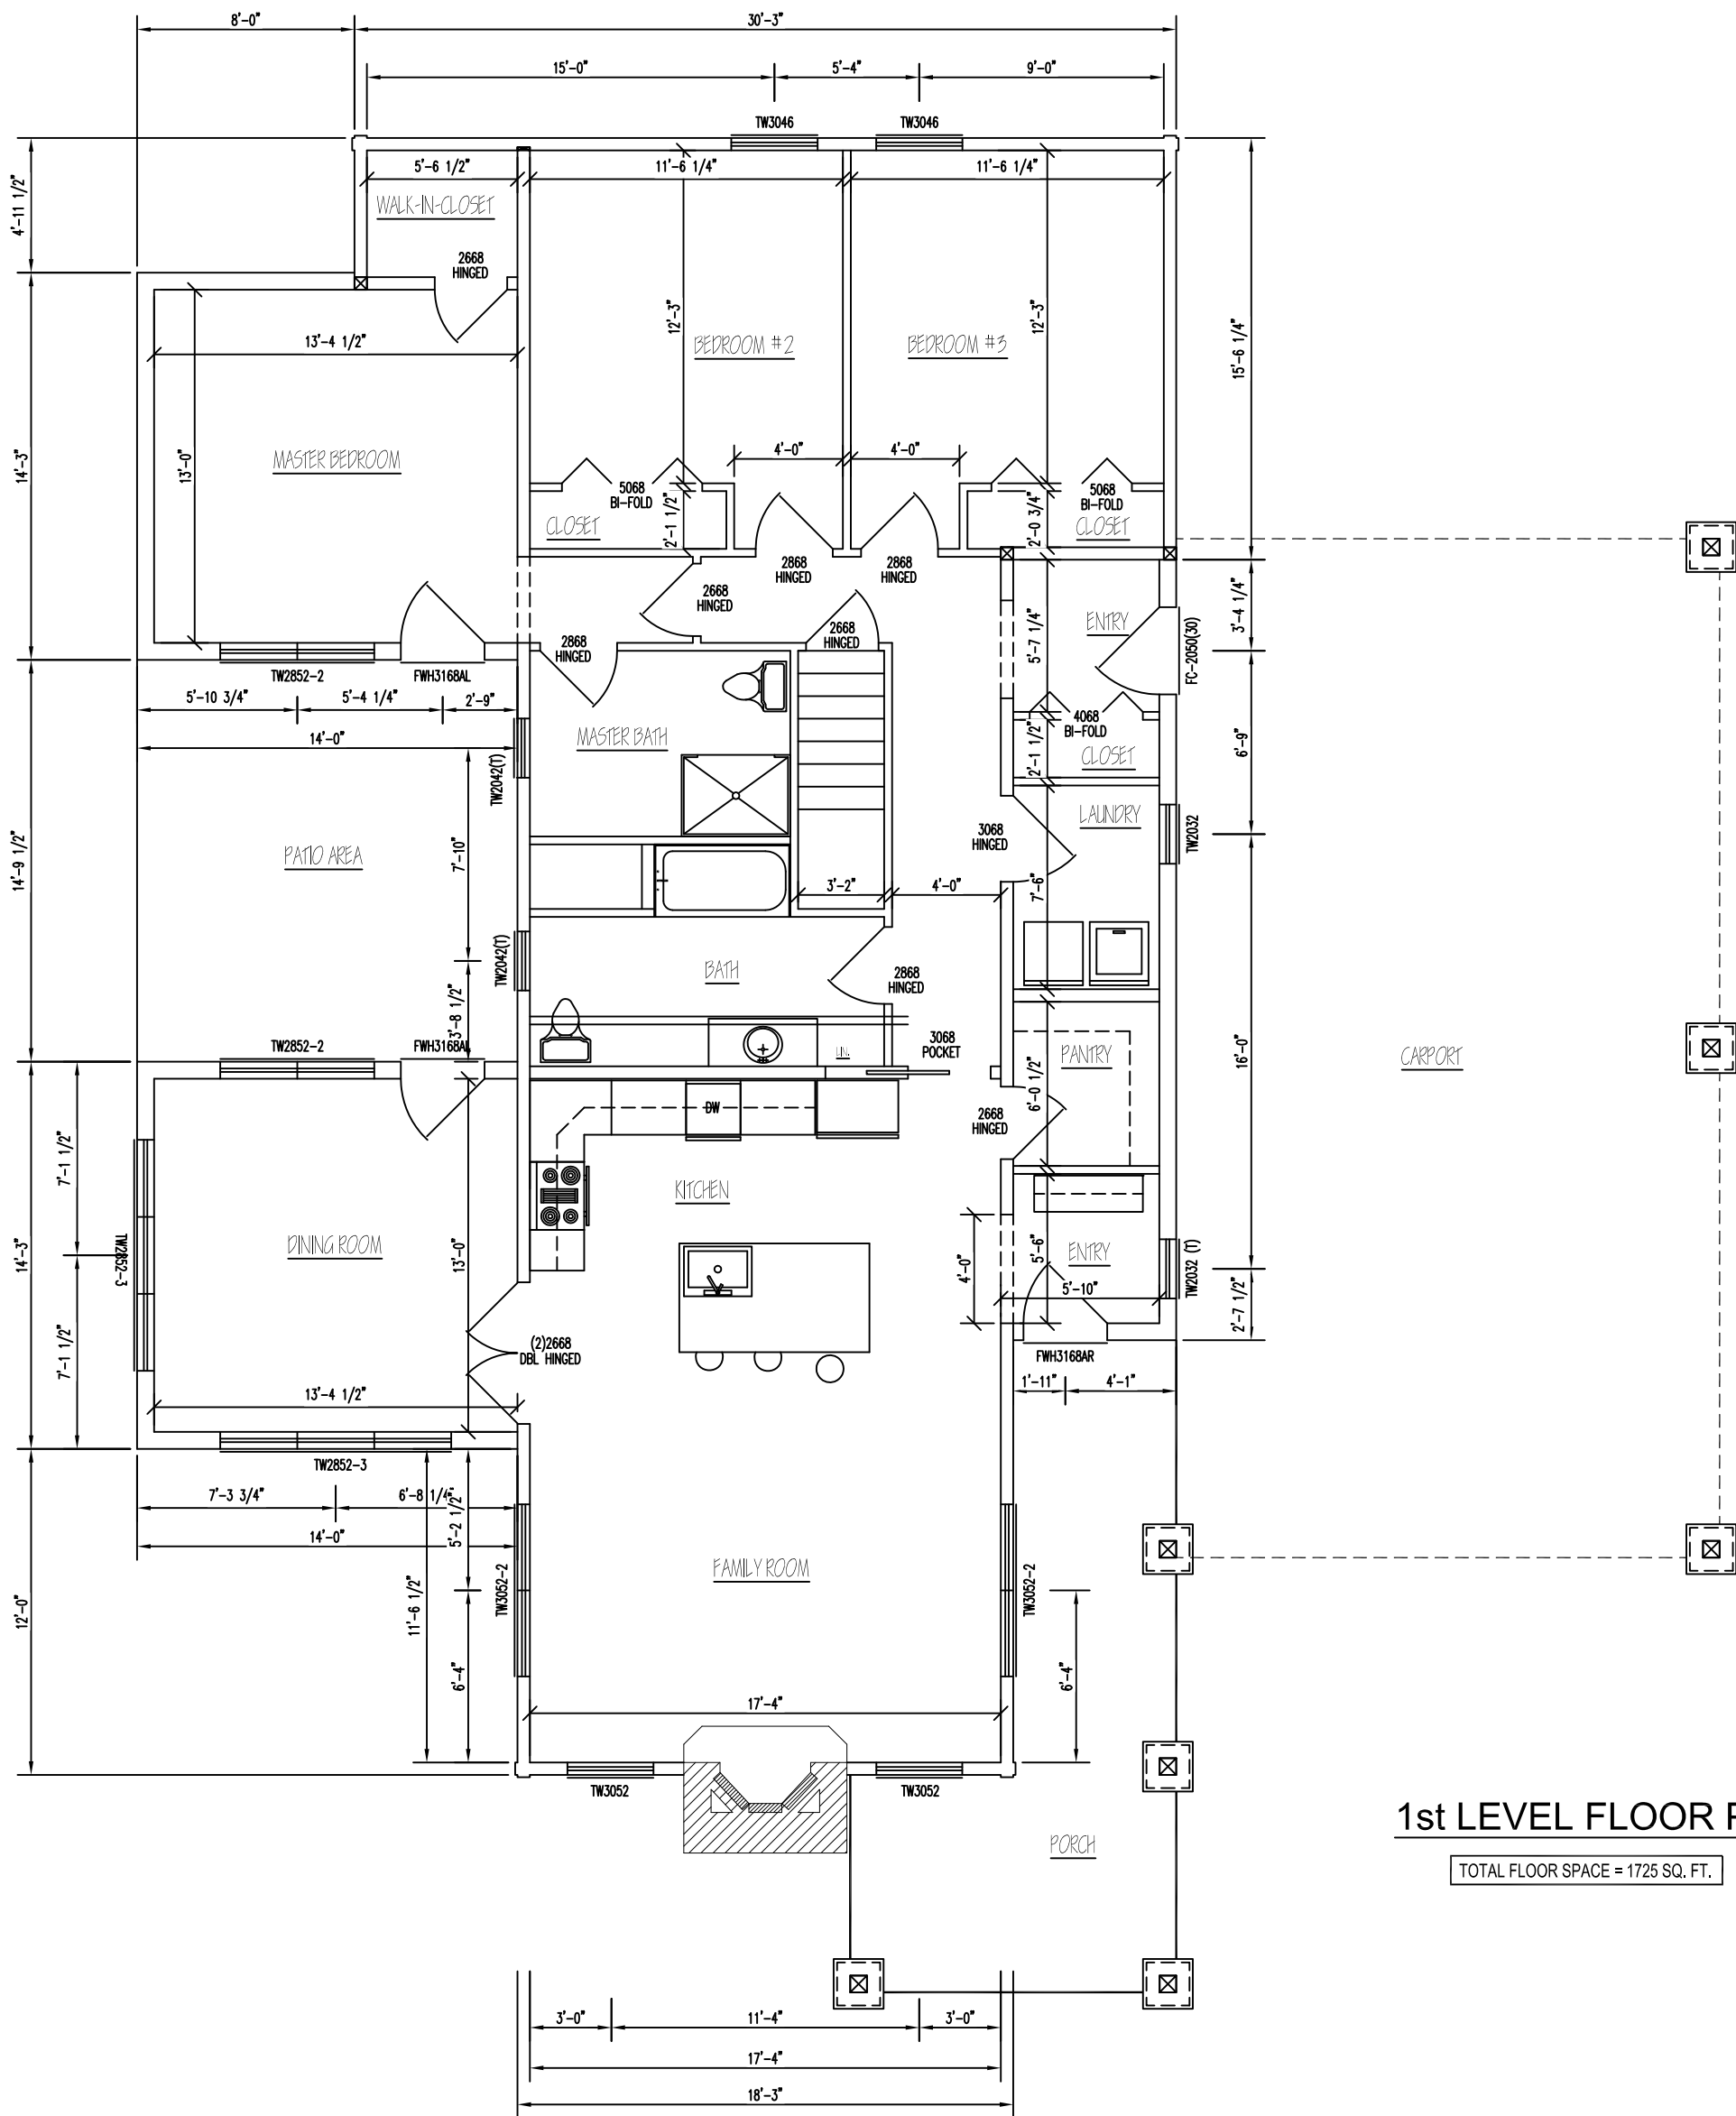 8'-0"
30'-3"
15'-0"
5'-4"
9'-0"
TW3046
TW3046
5'-6 1/2"
11'-6 1/4"
11'-6 1/4"
4'-11 1/2"
WALK-IN-CLOSET
2668
HINGED
13'-4 1/2"
12'-3"
12'-3"
BEDROOM #2
BEDROOM #3
15'-6 1/4"
14'-3"
13'-0"
MASTER BEDROOM
4'-0"
4'-0"
5068
BI-FOLD
5068
BI-FOLD
CLOSET
2'-1 1/2"
2'-0 3/4"
CLOSET
2868
HINGED
2868
HINGED
2668
HINGED
2668
HINGED
2868
HINGED
ENTRY
5'-7 1/4"
3'-4 1/4"
FC-2050(30)
TW2852-2
FWH3168AL
5'-10 3/4"
5'-4 1/4"
2'-9"
14'-0"
MASTER BATH
4068
BI-FOLD
2'-1 1/2"
CLOSET
6'-9"
TW2042(T)
LAUNDRY
TW2032
3068
HINGED
PATIO AREA
14'-9 1/2"
7'-10"
3'-2"
4'-0"
7'-6"
TW2042(T)
BATH
2868
HINGED
3'-8 1/2"
TW2852-2
FWH3168AL
3068
POCKET
LIN.
PANTRY
6'-0 1/2"
16'-0"
CARPORT
DW
2668
HINGED
7'-1 1/2"
KITCHEN
TW2852-3
14'-3"
DINING ROOM
13'-0"
4'-0"
5'-6"
ENTRY
5'-10"
TW2032 (T)
2'-7 1/2"
7'-1 1/2"
(2)2668
DBL HINGED
FWH3168AR
1'-11"
4'-1"
13'-4 1/2"
TW2852-3
7'-3 3/4"
6'-8 1/4"
14'-0"
5'-2 1/2"
12'-0"
11'-6 1/2"
TW3052-2
FAMILY ROOM
TW3052-2
6'-4"
6'-4"
17'-4"
TW3052
TW3052
PORCH
1st LEVEL FLOOR
TOTAL FLOOR SPACE = 1725 SQ. FT.
3'-0"
11'-4"
3'-0"
17'-4"
18'-3"